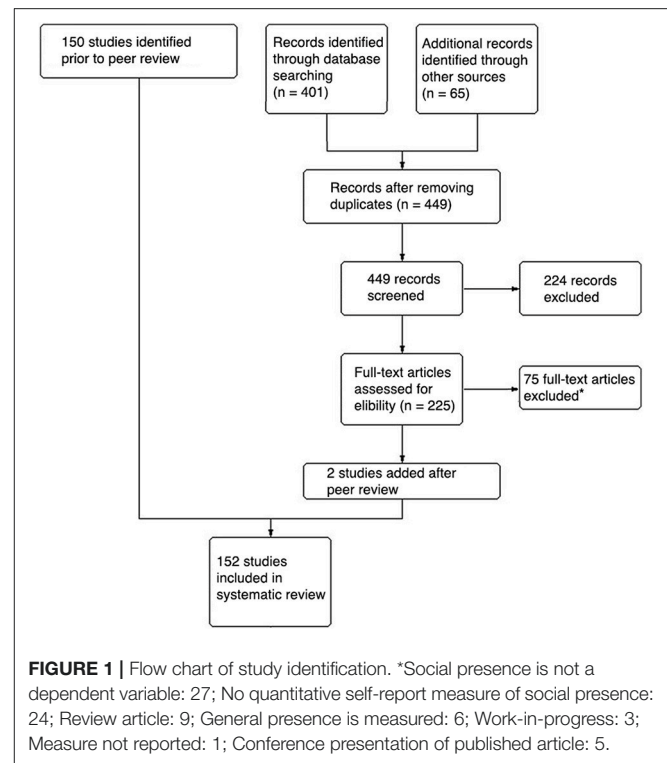 150 studies identified
prior to peer review
Records identified
through database
searching
(n = 401)
Additional records
identified through
other sources
(n = 65)
Records after removing
duplicates (n = 449)
449 records
screened
224 records
excluded
Full-text articles
assessed for
elibility (n = 225)
75 full-text articles
excluded*
2 studies added after
peer review
152 studies
included in
systematic review
FIGURE 1 | Flow chart of study identification. *Social presence is not a
dependent variable: 27; No quantitative self-report measure of social presence:
24; Review article: 9; General presence is measured: 6; Work-in-progress: 3;
Measure not reported: 1; Conference presentation of published article: 5.